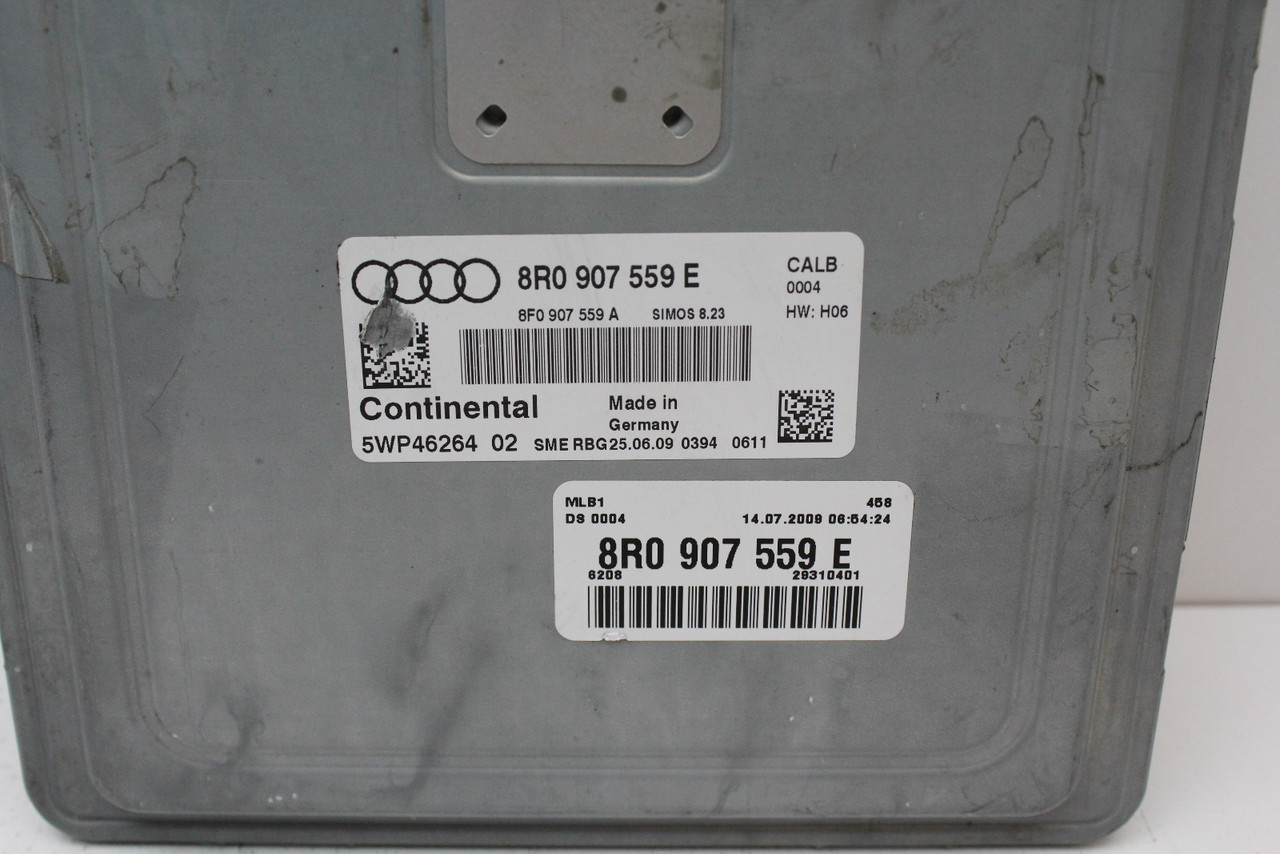 8R0 907 559 E
CALB
0004
8F0 907 559 A SIMOS 8.23 HW: H06
Continental
Made in
Germany
5WP46264 02 SME RBG25.06.09 0394 0611
MLB1 458
DS 0004 14.07.2009 06:54:24
8R0 907 559 E
6208 29310401